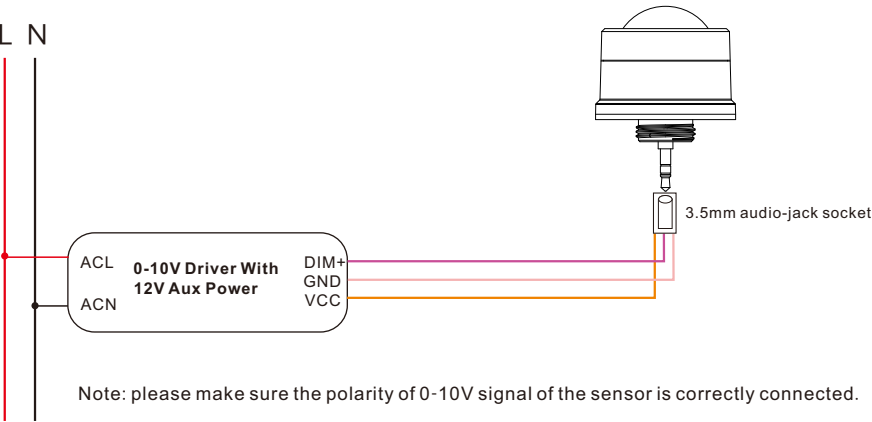 L N
3.5mm audio-jack socket
ACL
0-10V Driver With
12V Aux Power
ACN
DIM+
GND
VCC
Note: please make sure the polarity of 0-10V signal of the sensor is correctly connected.